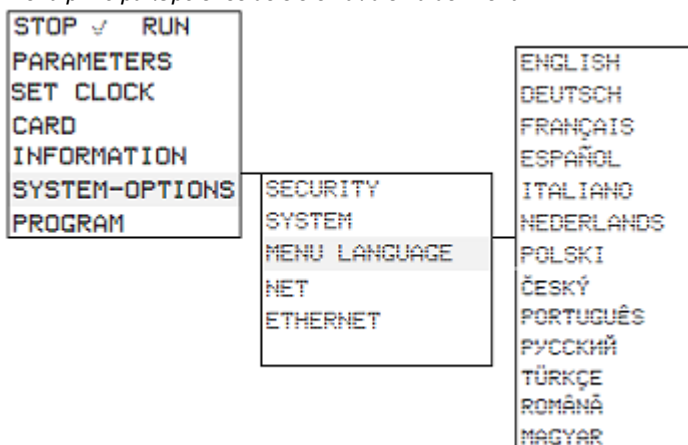 STOP √ RUN
PARAMETERS
SET CLOCK
CARD
INFORMATION
SYSTEM-OPTIONS
PROGRAM
SECURITY
SYSTEM
MENU LANGUAGE
NET
ETHERNET
ENGLISH
DEUTSCH
FRANÇAIS
ESPAÑOL
ITALIANO
NEDERLANDS
POLSKI
ČESKÝ
PORTUGUÊS
РУССКИЙ
TÜRKÇE
ROMÂNĂ
MAGYAR